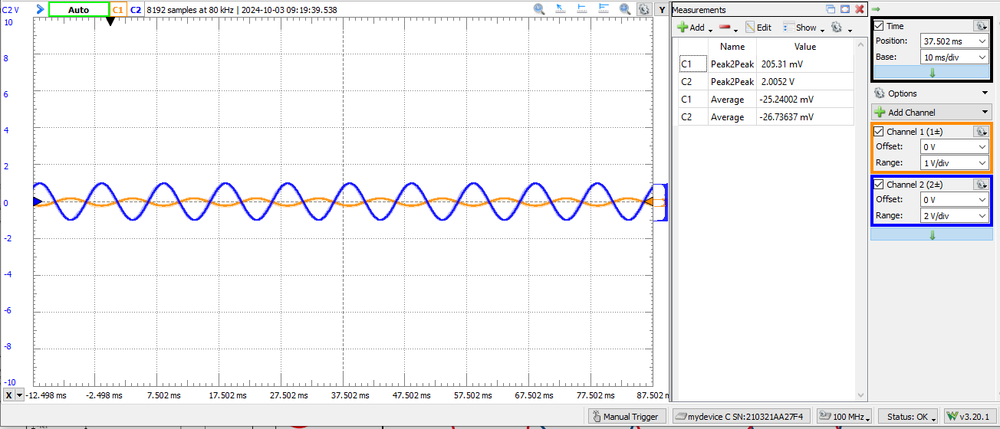 C2 V Auto C1 C2 8192 samples at 80 kHz | 2024-10-03 09:19:39.538 Y
10
8
6
4
2
0
-2
-4
-6
-8
-10
X -12.498 ms -2.498 ms 7.502 ms 17.502 ms 27.502 ms 37.502 ms 47.502 ms 57.502 ms 67.502 ms 77.502 ms 87.502 ms
Measurements
Add Edit Show
Name Value
C1 Peak2Peak 205.31 mV
C2 Peak2Peak 2.0052 V
C1 Average -25.24002 mV
C2 Average -26.73637 mV
Time
Position: 37.502 ms
Base: 10 ms/div
Options
Add Channel
Channel 1 (1±)
Offset: 0 V
Range: 1 V/div
Channel 2 (2±)
Offset: 0 V
Range: 2 V/div
Manual Trigger mydevice C SN:210321AA27F4 100 MHz Status: OK W v3.20.1